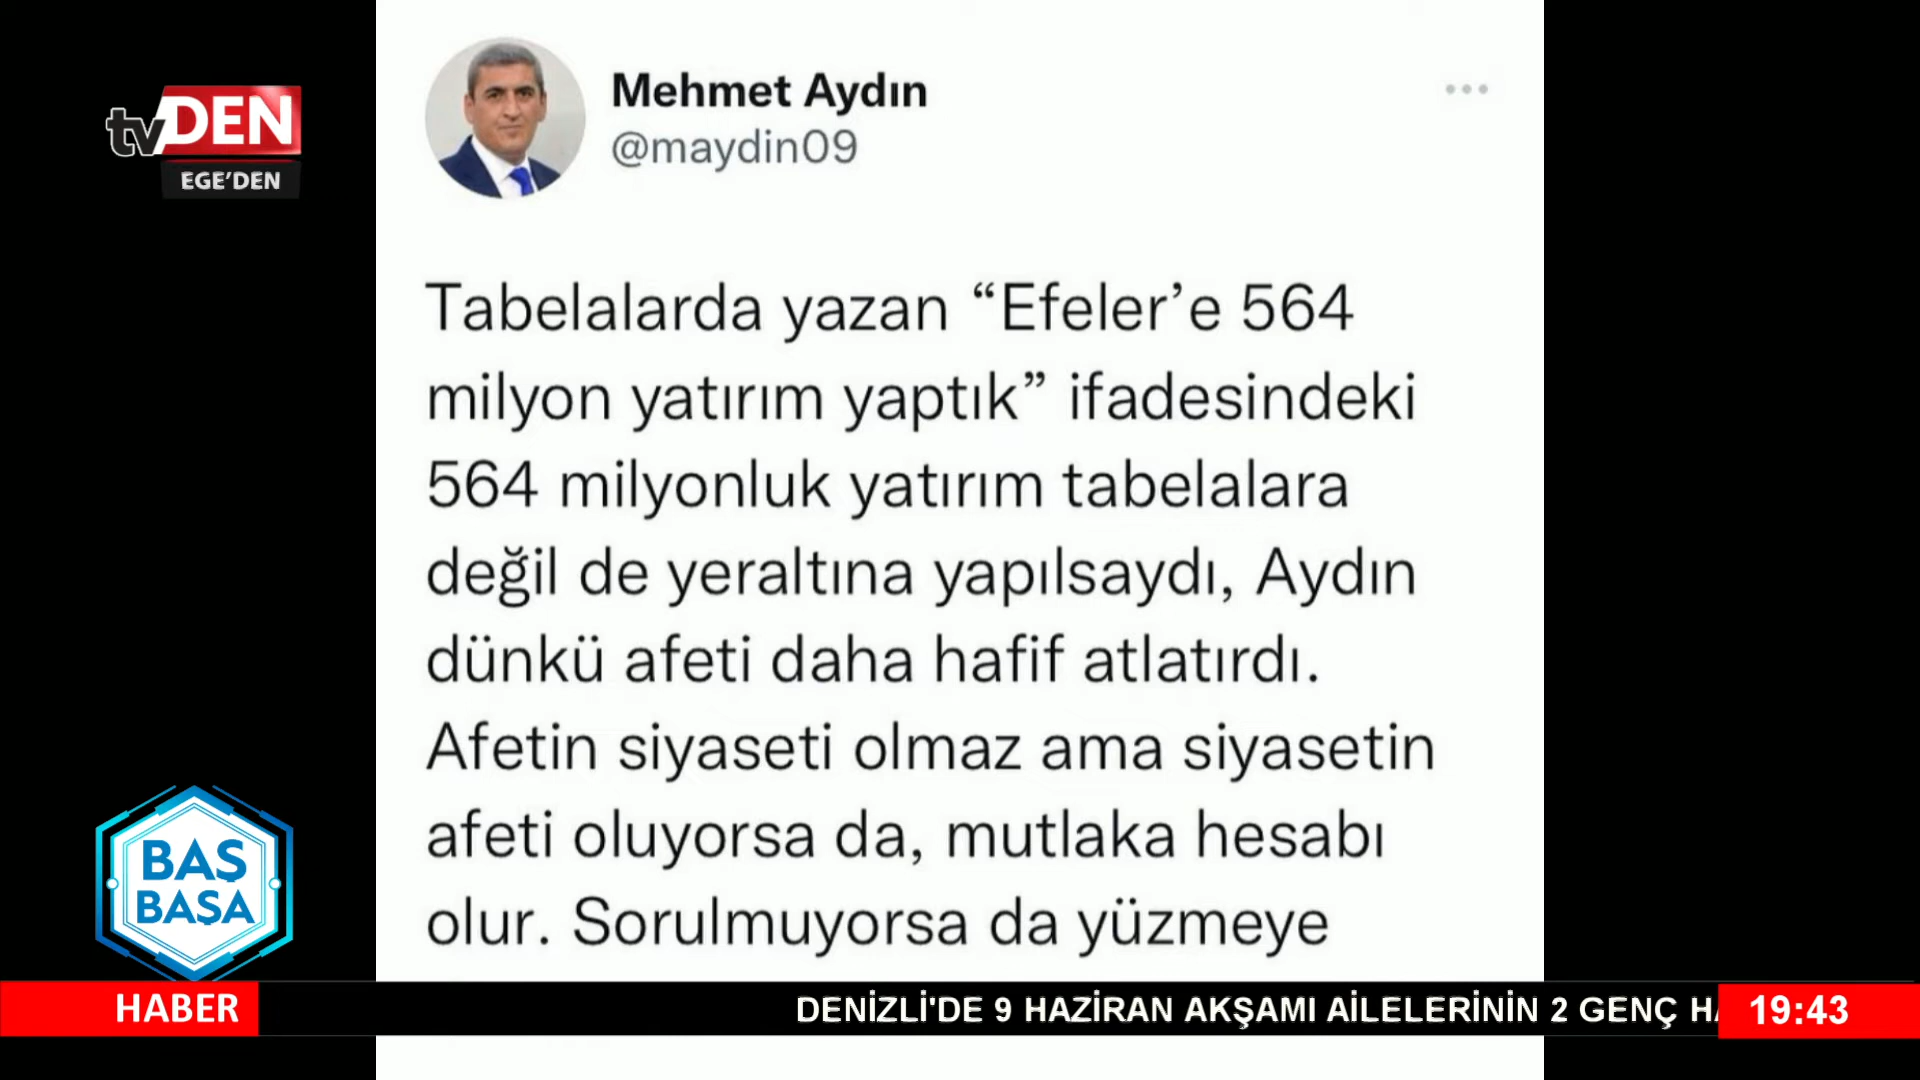 tvDEN
EGE'DEN
Mehmet Aydın
@maydin09
Tabelalarda yazan “Efeler’e 564
milyon yatırım yaptık” ifadesindeki
564 milyonluk yatırım tabelalara
değil de yeraltına yapılsaydı, Aydın
dünkü afeti daha hafif atlatırdı.
Afetin siyaseti olmaz ama siyasetin
afeti oluyorsa da, mutlaka hesabı
olur. Sorulmuyorsa da yüzmeye
BAŞ
BAŞA
HABER
DENİZLİ'DE 9 HAZİRAN AKŞAMI AİLELERİNİN 2 GENÇ
19:43